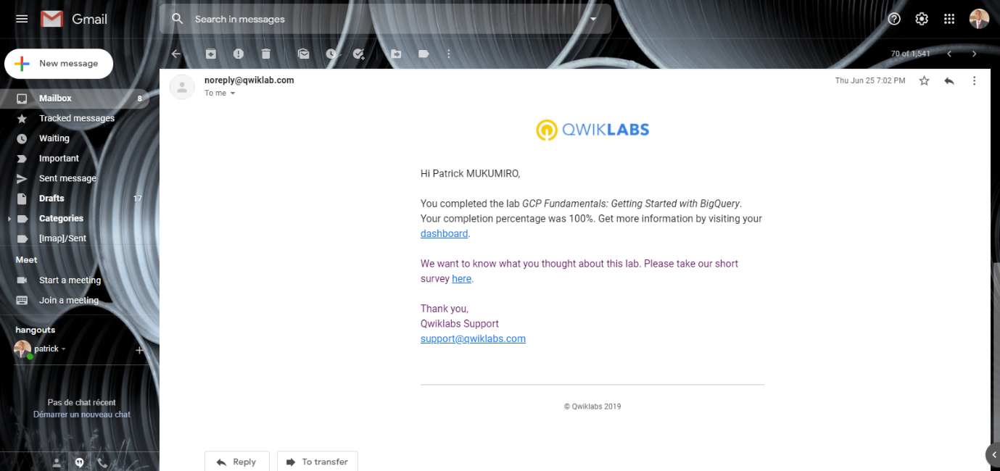 Gmail
Search in messages
70 of 1,541
New message
Mailbox 8
Tracked messages
Waiting
Important
Sent message
Drafts 17
Categories
[Imap]/Sent
Meet
Start a meeting
Join a meeting
hangouts
patrick
Pas de chat récent
Démarrer un nouveau chat
noreply@qwiklab.com
Thu Jun 25 7:02 PM
To me
QWIKLABS
Hi Patrick MUKUMIRO,
You completed the lab GCP Fundamentals: Getting Started with BigQuery.
Your completion percentage was 100%. Get more information by visiting your
dashboard.
We want to know what you thought about this lab. Please take our short
survey here.
Thank you,
Qwiklabs Support
support@qwiklabs.com
© Qwiklabs 2019
Reply
To transfer